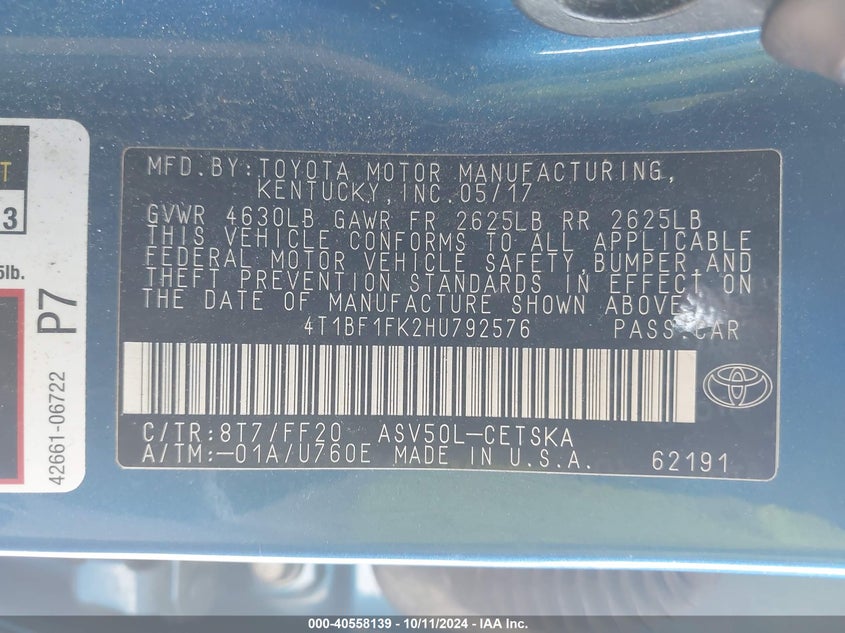 MFD. BY: TOYOTA MOTOR MANUFACTURING,
KENTUCKY, INC. 05/17
GVWR 4630LB GAWR FR 2625LB RR 2625LB
THIS VEHICLE CONFORMS TO ALL APPLICABLE
FEDERAL MOTOR VEHICLE SAFETY, BUMPER, AND
THEFT PREVENTION STANDARDS IN EFFECT ON
THE DATE OF MANUFACTURE SHOWN ABOVE.
4T1BF1FK2HU792576 PASS. CAR
C/TR: 8T7/FF20 ASV50L-CETSKA
A/TM: -01A/U760E MADE IN U.S.A. 62191
T
3
5lb.
P7
42661-06722
000-40558139 - 10/11/2024 - IAA Inc.